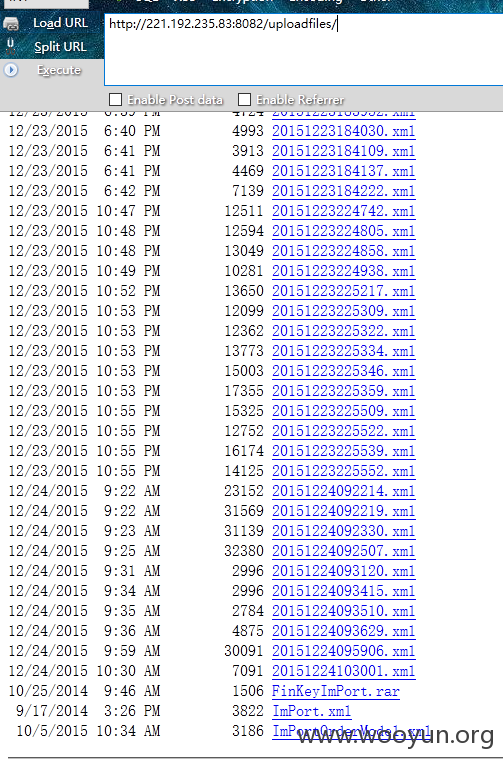 Load URL
http://221.192.235.83:8082/uploadfiles/
Split URL
Execute
Enable Post data Enable Referrer
12/23/2015 6:40 PM 4993 20151223184030.xml
12/23/2015 6:41 PM 3913 20151223184109.xml
12/23/2015 6:41 PM 4469 20151223184137.xml
12/23/2015 6:42 PM 7139 20151223184222.xml
12/23/2015 10:47 PM 12511 20151223224742.xml
12/23/2015 10:48 PM 12594 20151223224805.xml
12/23/2015 10:48 PM 13049 20151223224858.xml
12/23/2015 10:49 PM 10281 20151223224938.xml
12/23/2015 10:52 PM 13650 20151223225217.xml
12/23/2015 10:53 PM 12099 20151223225309.xml
12/23/2015 10:53 PM 12362 20151223225322.xml
12/23/2015 10:53 PM 13773 20151223225334.xml
12/23/2015 10:53 PM 15003 20151223225346.xml
12/23/2015 10:53 PM 17355 20151223225359.xml
12/23/2015 10:55 PM 15325 20151223225509.xml
12/23/2015 10:55 PM 12752 20151223225522.xml
12/23/2015 10:55 PM 16174 20151223225539.xml
12/23/2015 10:55 PM 14125 20151223225552.xml
12/24/2015 9:22 AM 23152 20151224092214.xml
12/24/2015 9:22 AM 31569 20151224092219.xml
12/24/2015 9:23 AM 31139 20151224092330.xml
12/24/2015 9:25 AM 32380 20151224092507.xml
12/24/2015 9:31 AM 2996 20151224093120.xml
12/24/2015 9:34 AM 2996 20151224093415.xml
12/24/2015 9:35 AM 2784 20151224093510.xml
12/24/2015 9:36 AM 4875 20151224093629.xml
12/24/2015 9:59 AM 30091 20151224095906.xml
12/24/2015 10:30 AM 7091 20151224103001.xml
10/25/2014 9:46 AM 1506 FinKeyImPort.rar
9/17/2014 3:26 PM 3822 ImPort.xml
10/5/2015 10:34 AM 3186 ImPortOrderModel.xml
www.wooyun.org